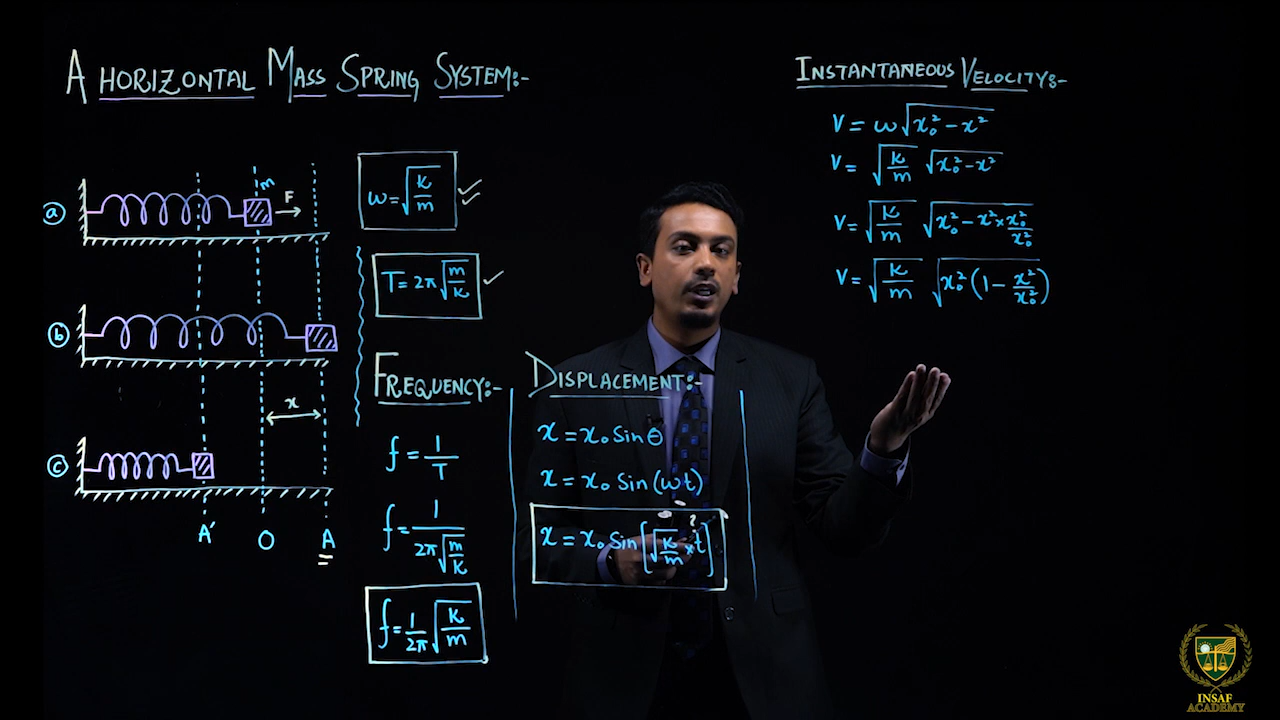 A HORIZONTAL MASS SPRING SYSTEM:-
a
m
F
b
x
c
A'
O
A
ω = √(k/m)
T = 2π √(m/k)
FREQUENCY:-
f = 1/T
f = 1/(2π√(m/k))
f = 1/2π √(k/m)
DISPLACEMENT:-
x = x₀ Sin θ
x = x₀ Sin (ωt)
x = x₀ Sin [√(k/m) × t]
INSTANTANEOUS VELOCITY:-
V = ω √(x₀² − x²)
V = √(k/m) √(x₀² − x²)
V = √(k/m) √(x₀² − x² × x₀²/x₀²)
V = √(k/m) √(x₀² (1 − x²/x₀²))
INSAF
ACADEMY